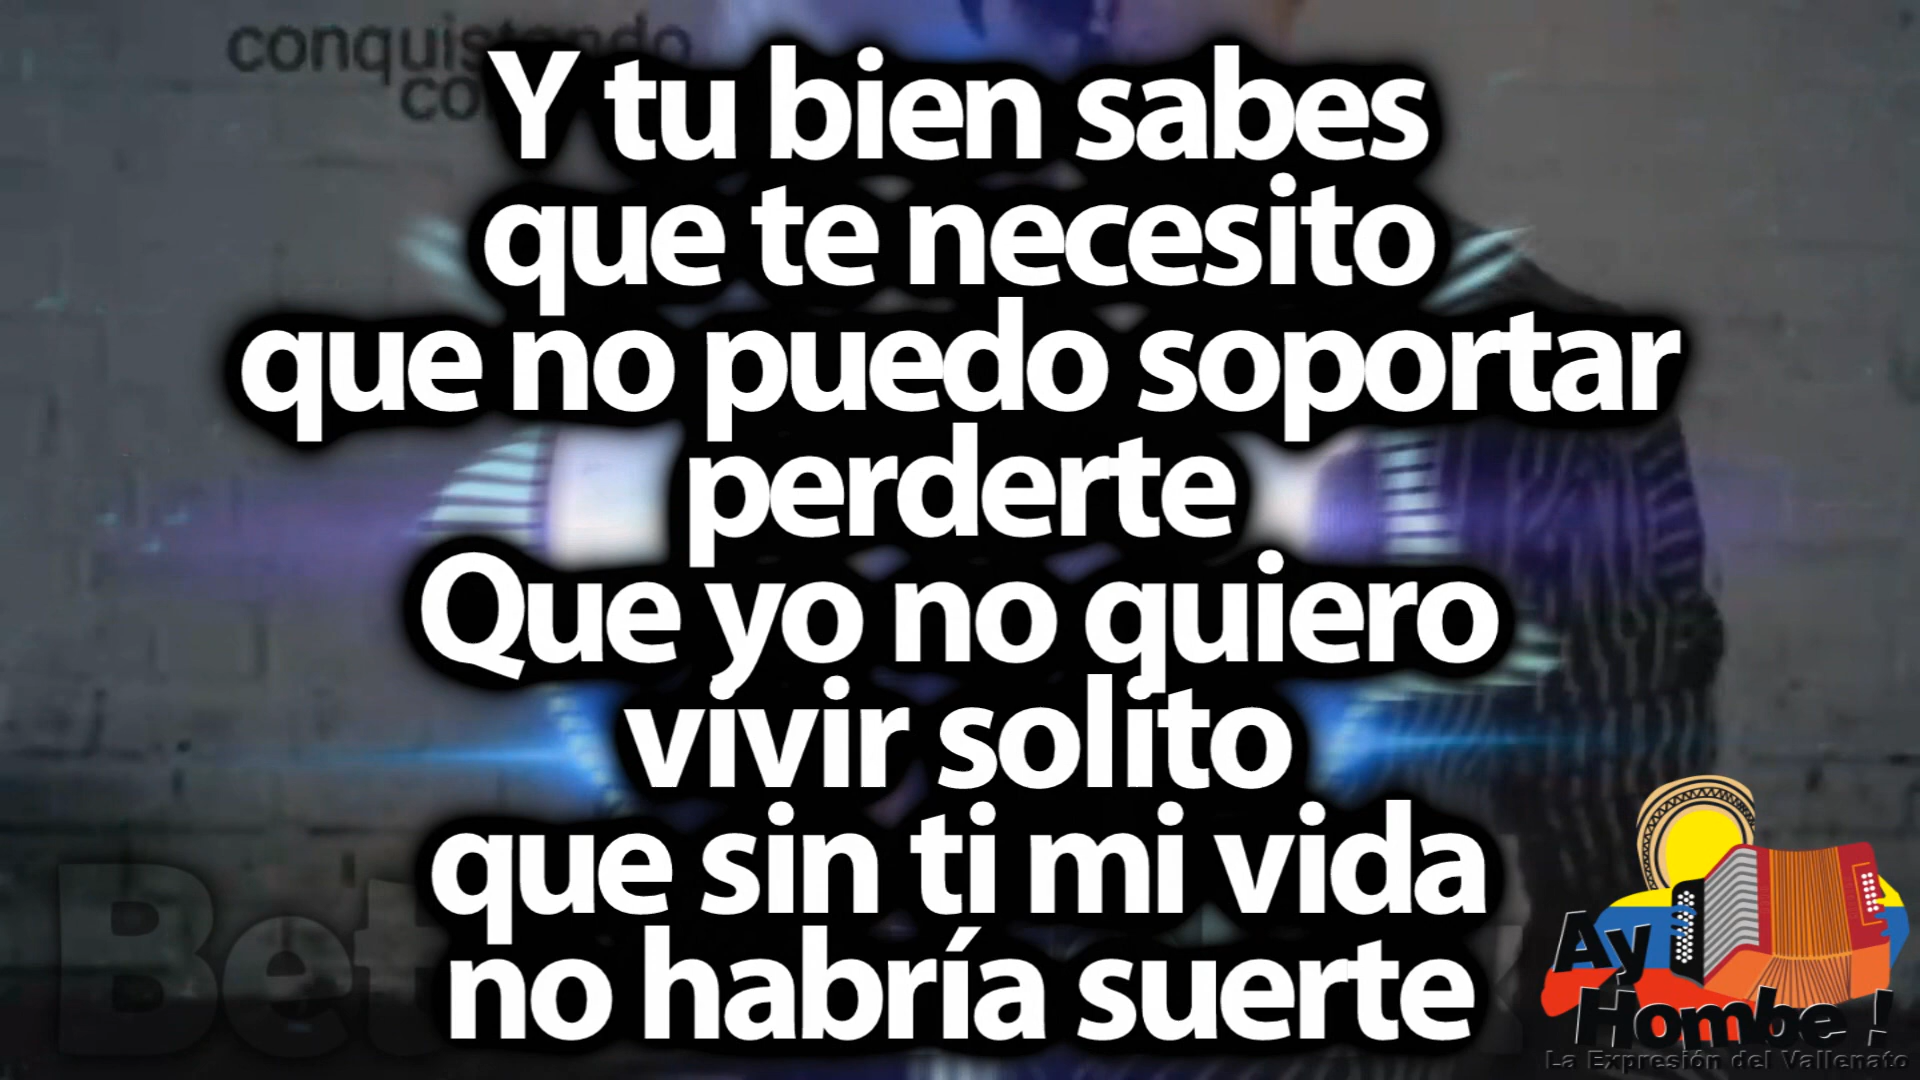 conquistando
Y tu bien sabes
que te necesito
que no puedo soportar
perderte
Que yo no quiero
vivir solito
que sin ti mi vida
no habría suerte
Ay
Hombe !
La Expresión del Vallenato